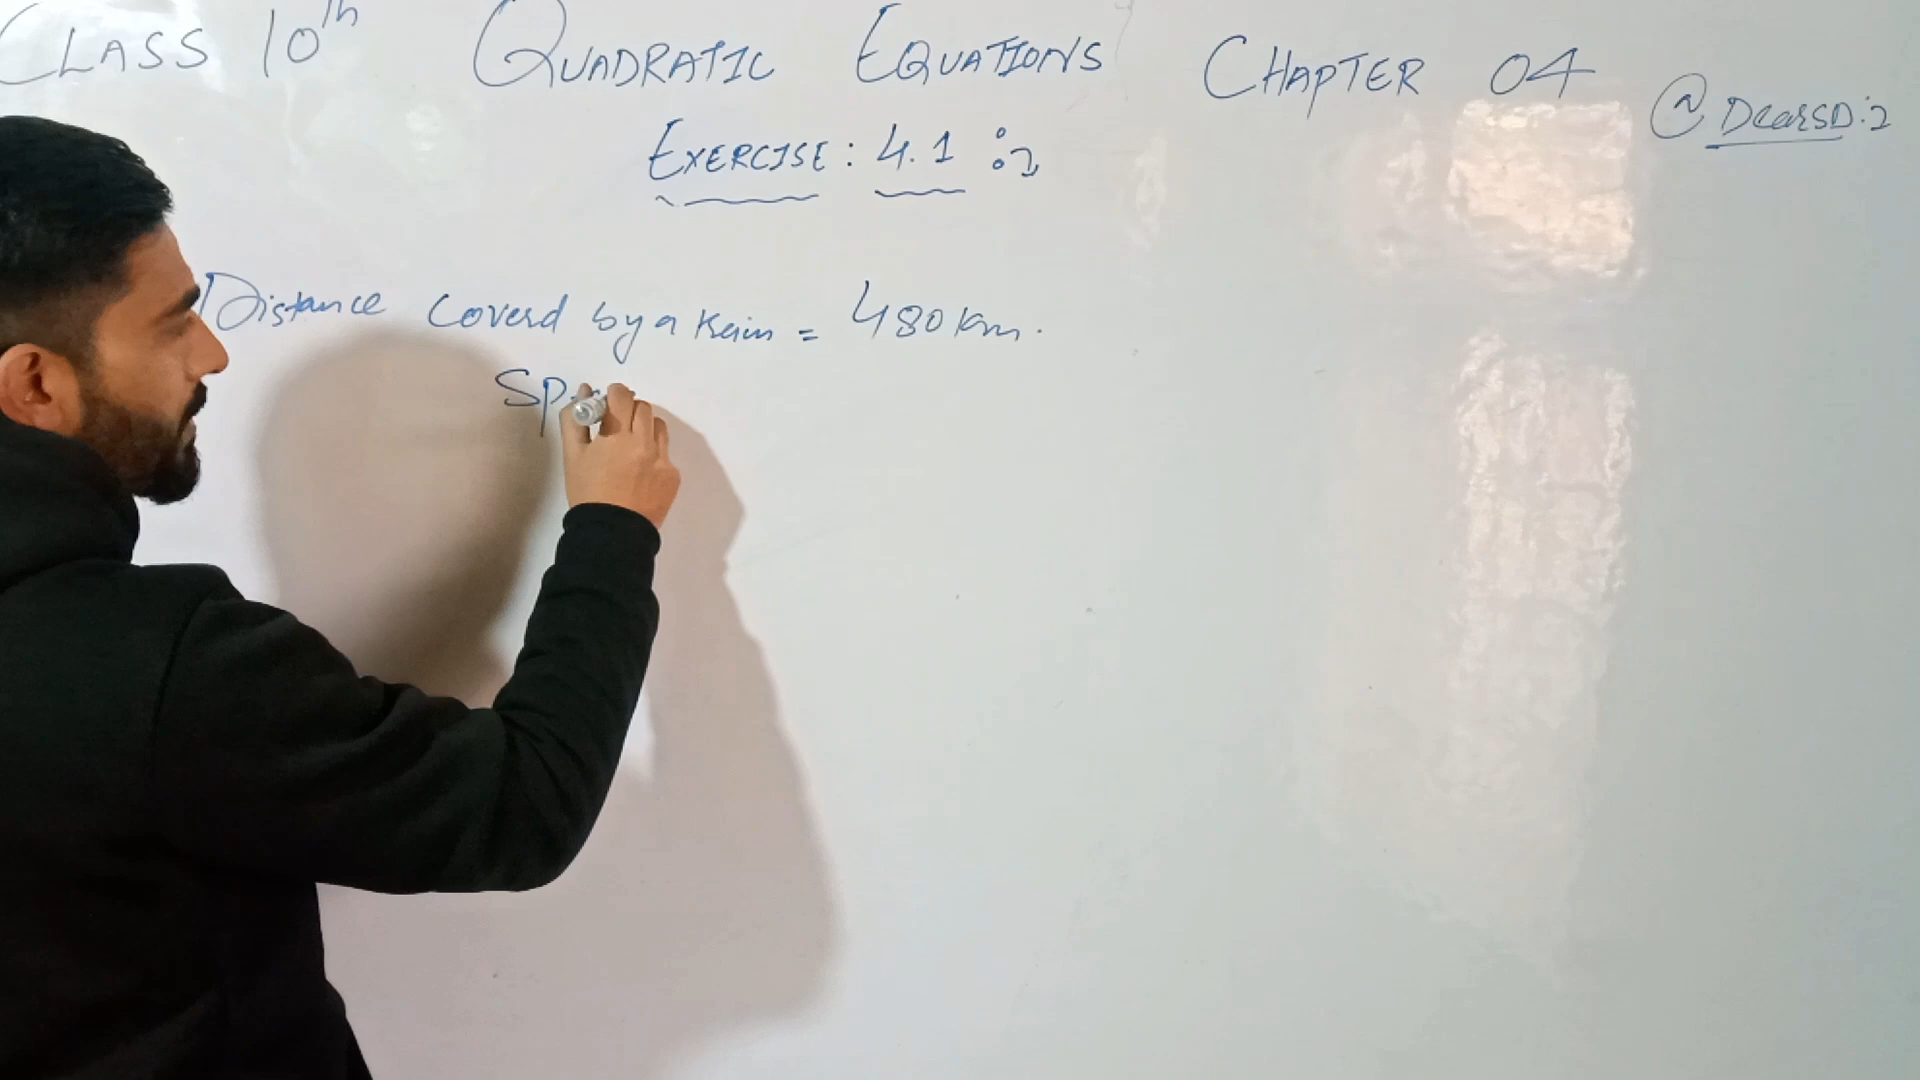 CLASS 10th QUADRATIC EQUATIONS CHAPTER 04
@DearSD:2
EXERCISE : 4.1 :2
Distance Coverd by a train = 480 km.
Sp